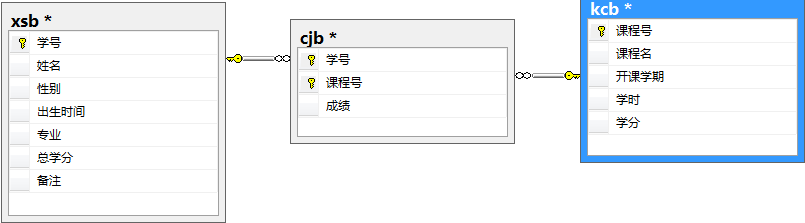 xsb *
学号
姓名
性别
出生时间
专业
总学分
备注
cjb *
学号
课程号
成绩
kcb *
课程号
课程名
开课学期
学时
学分